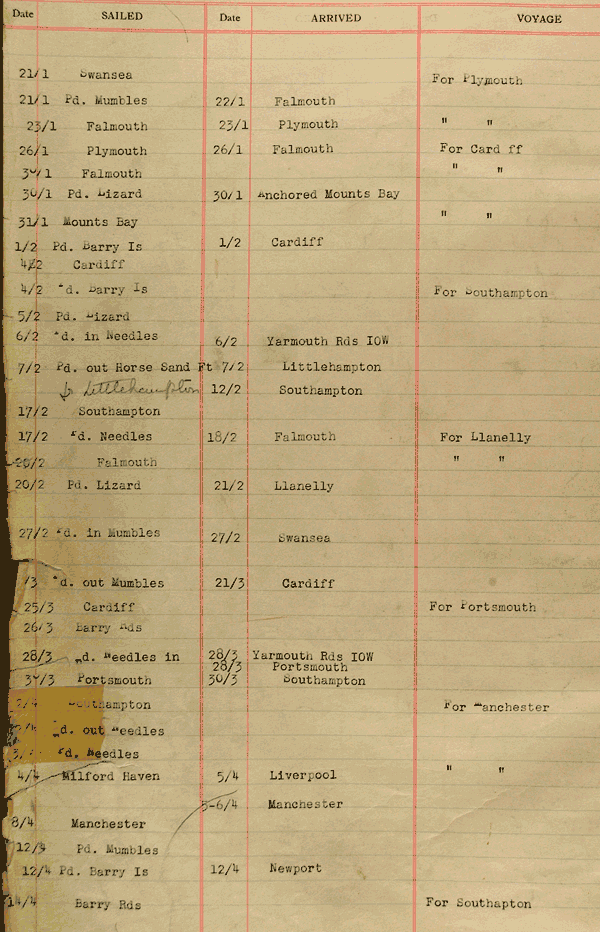 Date SAILED Date ARRIVED VOYAGE
21/1 Swansea For Plymouth
21/1 Pd. Mumbles 22/1 Falmouth
23/1 Falmouth 23/1 Plymouth " "
26/1 Plymouth 26/1 Falmouth For Card ff
30/1 Falmouth " "
30/1 Pd. Lizard 30/1 Anchored Mounts Bay
31/1 Mounts Bay " "
1/2 Pd. Barry Is 1/2 Cardiff
4/2 Cardiff
4/2 Pd. Barry Is For Southampton
5/2 Pd. Lizard
6/2 Pd. in Needles 6/2 Yarmouth Rds IOW
7/2 Pd. out Horse Sand Ft 7/2 Littlehampton
Littlehampton 12/2 Southampton
17/2 Southampton
17/2 Pd. Needles 18/2 Falmouth For Llanelly
20/2 Falmouth " "
20/2 Pd. Lizard 21/2 Llanelly
27/2 Pd. in Mumbles 27/2 Swansea
/3 Pd. out Mumbles 21/3 Cardiff
25/3 Cardiff For Portsmouth
26/3 Barry Rds
28/3 Pd. Needles in 28/3 Yarmouth Rds IOW
28/3 Portsmouth
30/3 Portsmouth 30/3 Southampton
2/4 Southampton For Manchester
2/4 Pd. out Needles
3/ Pd. Needles
4/4 Milford Haven 5/4 Liverpool " "
5-6/4 Manchester
8/4 Manchester
12/4 Pd. Mumbles
12/4 Pd. Barry Is 12/4 Newport
14/4 Barry Rds For Southapton